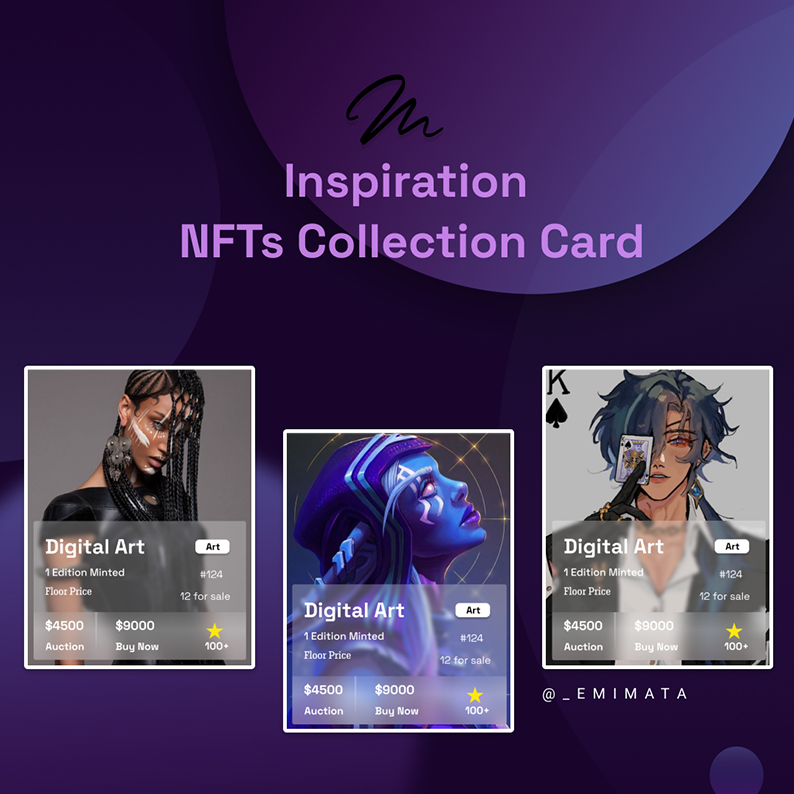 M
Inspiration
NFTs Collection Card
Digital Art
Art
1 Edition Minted
#124
Floor Price
12 for sale
$4500
$9000
Auction
Buy Now
100+
Digital Art
Art
1 Edition Minted
#124
Floor Price
12 for sale
$4500
$9000
Auction
Buy Now
100+
K
Digital Art
Art
1 Edition Minted
#124
Floor Price
12 for sale
$4500
$9000
Auction
Buy Now
100+
@_EMIMATA